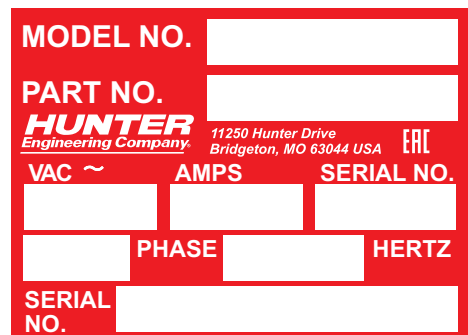 MODEL NO.
PART NO.
HUNTER
Engineering Company®
11250 Hunter Drive
Bridgeton, MO 63044 USA
EAC
VAC ~ AMPS SERIAL NO.
PHASE HERTZ
SERIAL
NO.